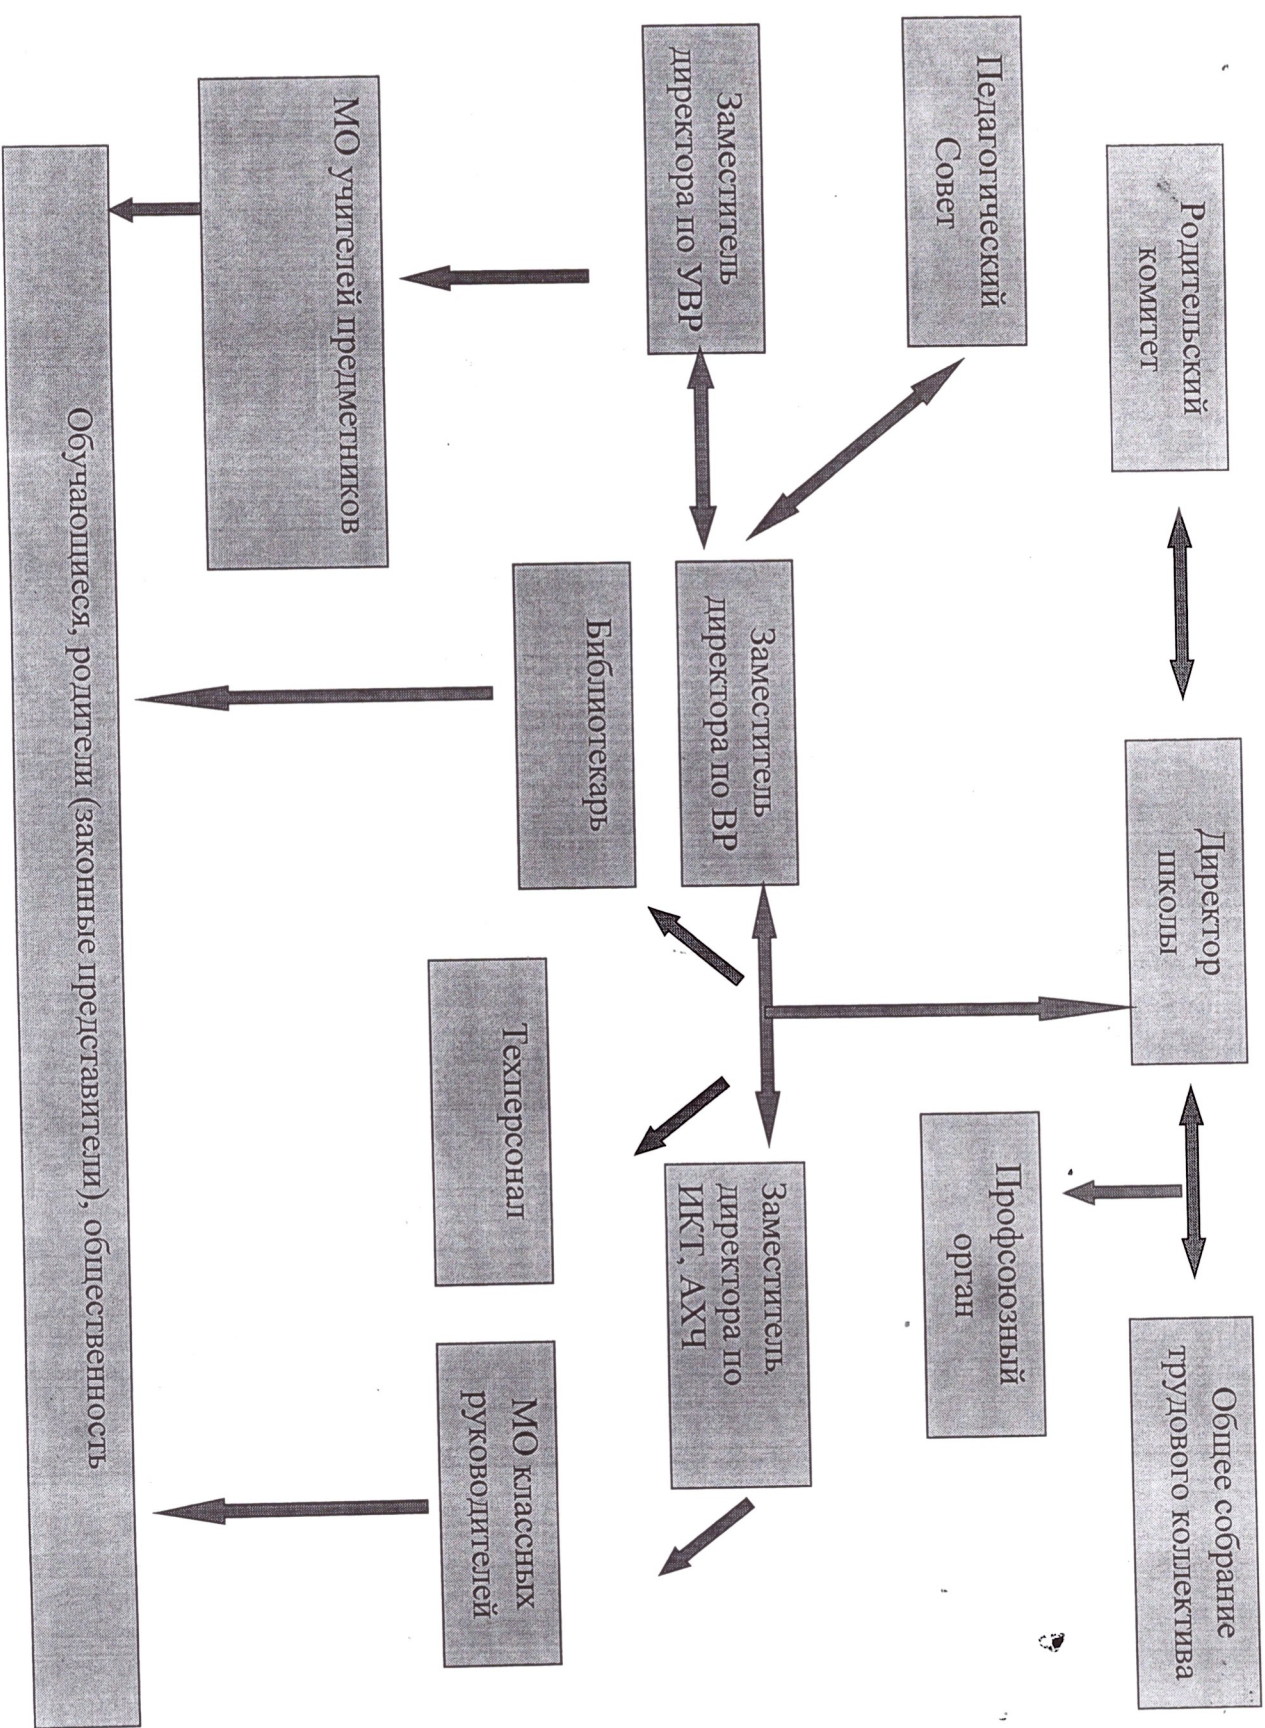 Родительский
комитет
Директор
школы
Общее собрание
трудового коллектива
Педагогический
Совет
Профсоюзный
орган
Заместитель
директора по УВР
Заместитель
директора по ВР
Заместитель
директора по
ИКТ, АХЧ
МО учителей предметников
Библиотекарь
Техперсонал
МО классных
руководителей
Обучающиеся, родители (законные представители), общественность